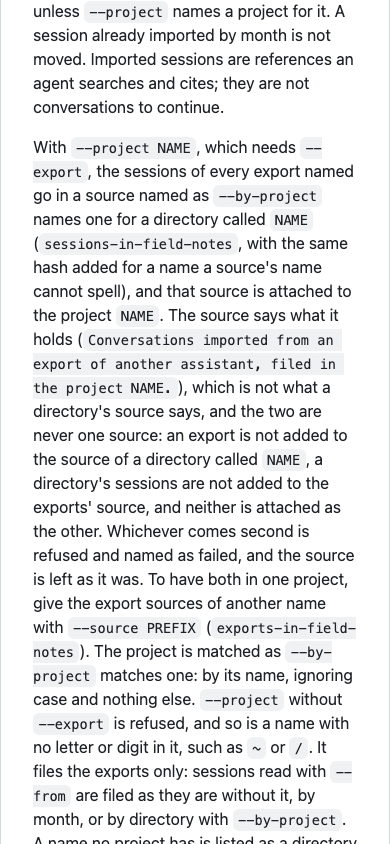 unless --project names a project for it. A
session already imported by month is not
moved. Imported sessions are references an
agent searches and cites; they are not
conversations to continue.
With --project NAME , which needs --
export , the sessions of every export named
go in a source named as --by-project
names one for a directory called NAME
( sessions-in-field-notes , with the same
hash added for a name a source's name
cannot spell), and that source is attached to
the project NAME . The source says what it
holds ( Conversations imported from an
export of another assistant, filed in
the project NAME. ), which is not what a
directory's source says, and the two are
never one source: an export is not added to
the source of a directory called NAME , a
directory's sessions are not added to the
exports' source, and neither is attached as
the other. Whichever comes second is
refused and named as failed, and the source
is left as it was. To have both in one project,
give the export sources of another name
with --source PREFIX ( exports-in-field-
notes ). The project is matched as --by-
project matches one: by its name, ignoring
case and nothing else. --project without
--export is refused, and so is a name with
no letter or digit in it, such as ~ or / . It
files the exports only: sessions read with --
from are filed as they are without it, by
month, or by directory with --by-project .
A name no project has is listed as a directory